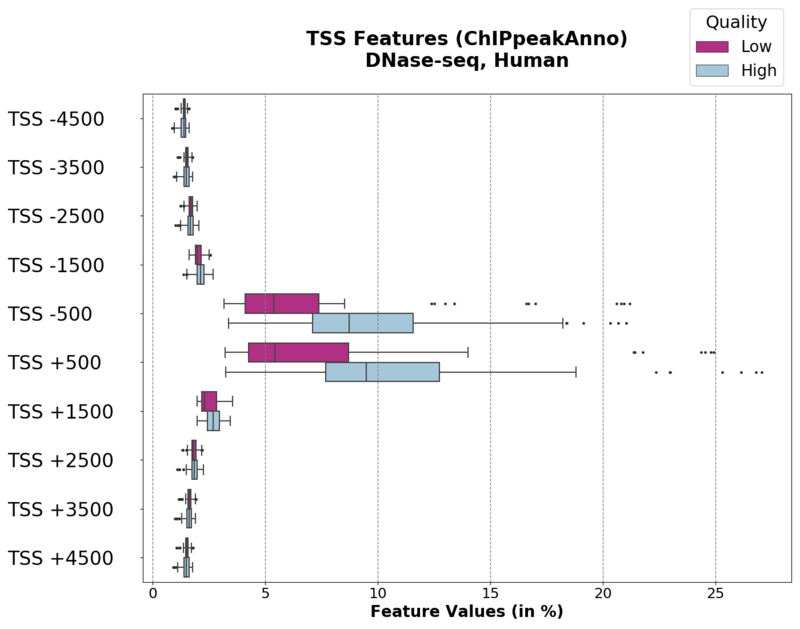 TSS Features (ChIPpeakAnno)
DNase-seq, Human
Quality
Low
High
TSS -4500
TSS -3500
TSS -2500
TSS -1500
TSS -500
TSS +500
TSS +1500
TSS +2500
TSS +3500
TSS +4500
0 5 10 15 20 25
Feature Values (in %)